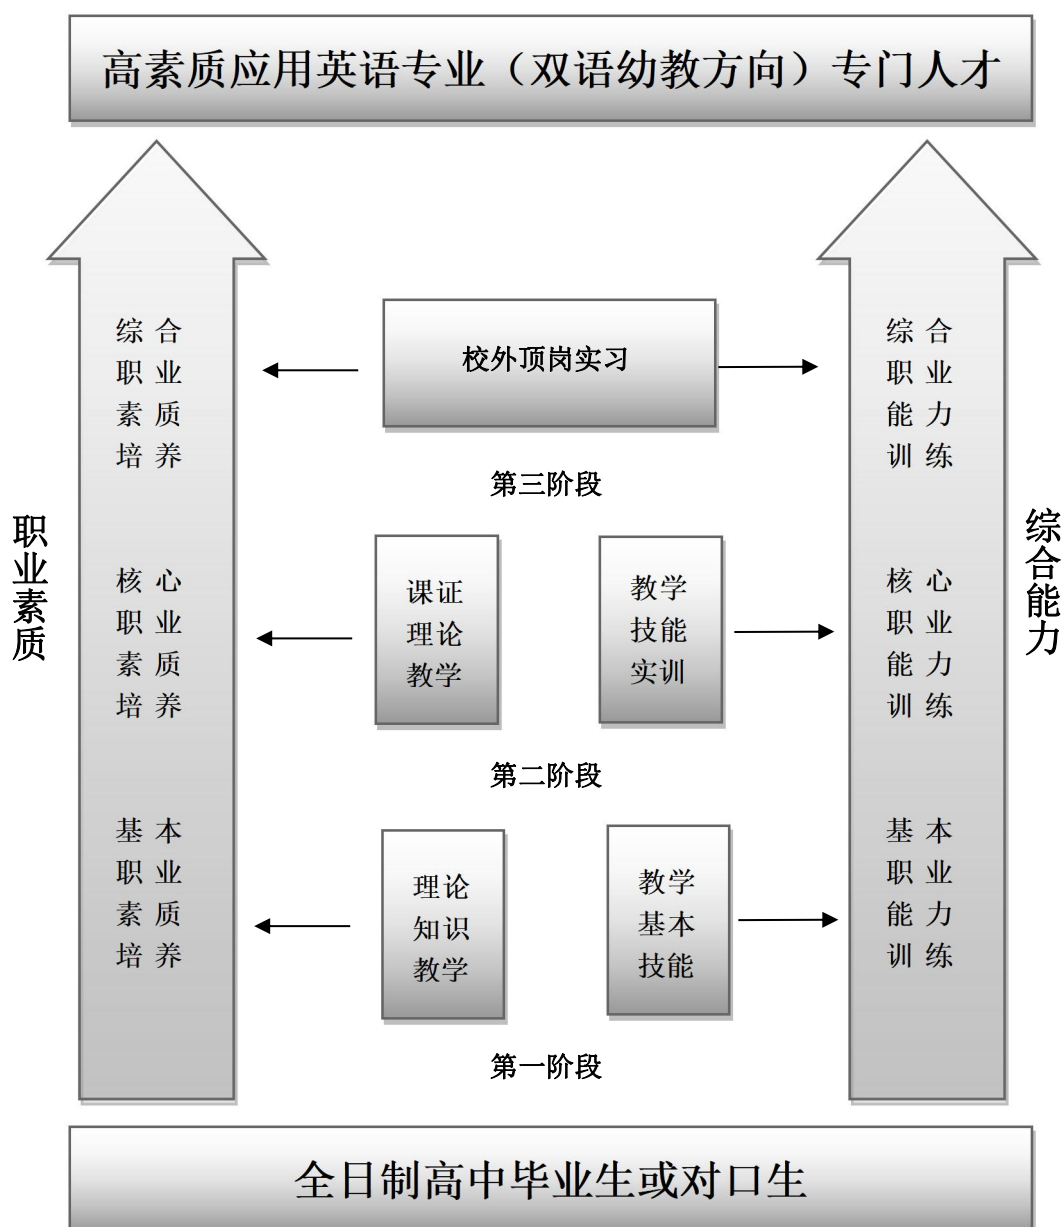 高素质应用英语专业（双语幼教方向）专门人才
综合
职业
素质
培养
校外顶岗实习
综合
职业
能力
训练
第三阶段
职业素质
核心
职业
素质
培养
课证
理论
教学
教学
技能
实训
核心
职业
能力
训练
综合能力
第二阶段
基本
职业
素质
培养
理论
知识
教学
教学
基本
技能
基本
职业
能力
训练
第一阶段
全日制高中毕业生或对口生